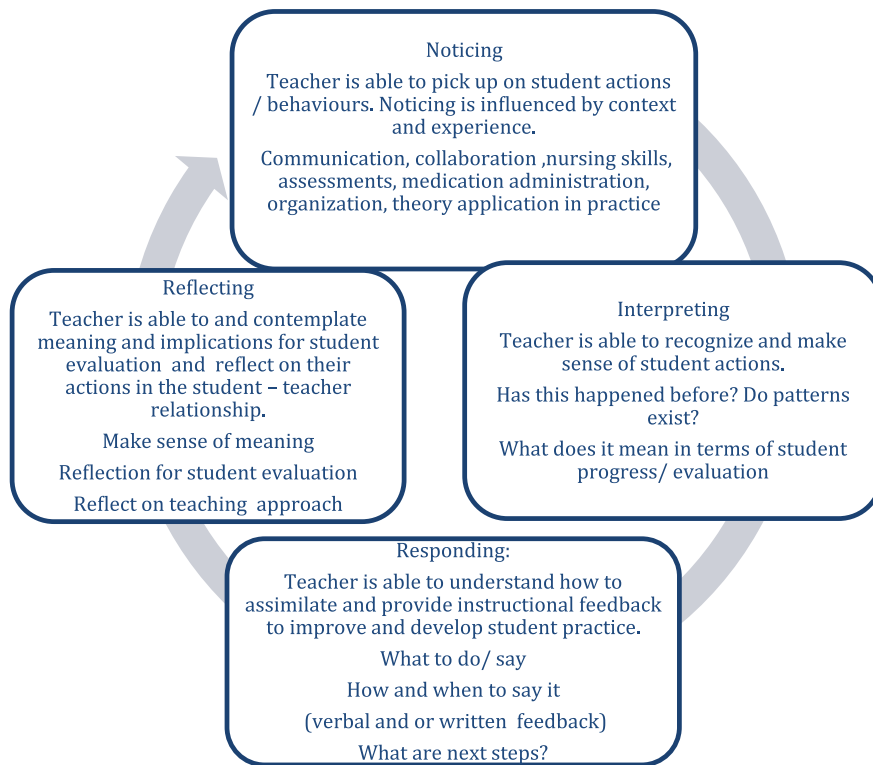 Noticing
Teacher is able to pick up on student actions
/ behaviours. Noticing is influenced by context
and experience.
Communication, collaboration ,nursing skills,
assessments, medication administration,
organization, theory application in practice
Interpreting
Teacher is able to recognize and make
sense of student actions.
Has this happened before? Do patterns
exist?
What does it mean in terms of student
progress/ evaluation
Responding:
Teacher is able to understand how to
assimilate and provide instructional feedback
to improve and develop student practice.
What to do/ say
How and when to say it
(verbal and or written feedback)
What are next steps?
Reflecting
Teacher is able to and contemplate
meaning and implications for student
evaluation and reflect on their
actions in the student – teacher
relationship.
Make sense of meaning
Reflection for student evaluation
Reflect on teaching approach